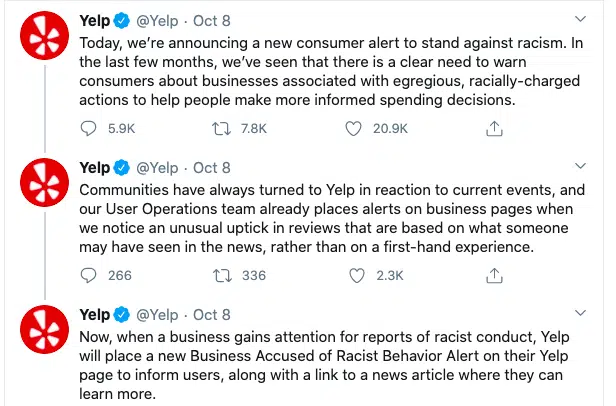 Yelp @Yelp · Oct 8
Today, we're announcing a new consumer alert to stand against racism. In
the last few months, we've seen that there is a clear need to warn
consumers about businesses associated with egregious, racially-charged
actions to help people make more informed spending decisions.
5.9K 7.8K 20.9K
Yelp @Yelp · Oct 8
Communities have always turned to Yelp in reaction to current events, and
our User Operations team already places alerts on business pages when
we notice an unusual uptick in reviews that are based on what someone
may have seen in the news, rather than on a first-hand experience.
266 336 2.3K
Yelp @Yelp · Oct 8
Now, when a business gains attention for reports of racist conduct, Yelp
will place a new Business Accused of Racist Behavior Alert on their Yelp
page to inform users, along with a link to a news article where they can
learn more.